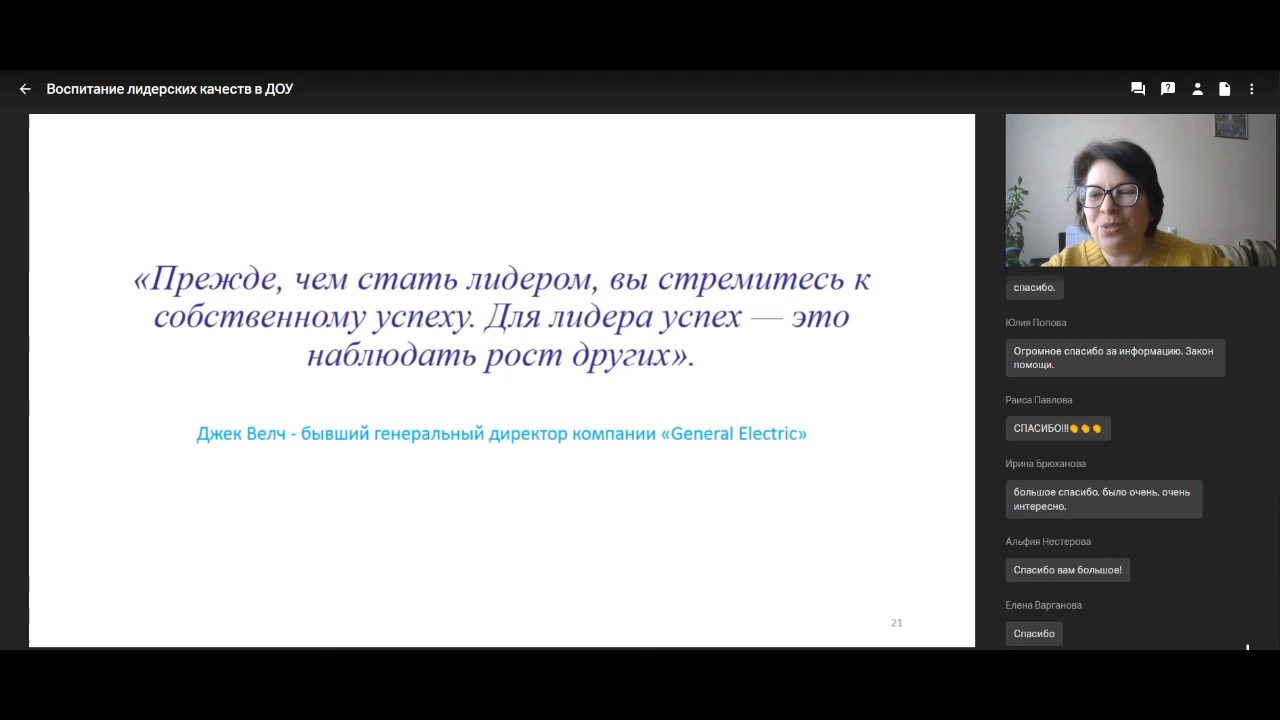 Воспитание лидерских качеств в ДОУ
«Прежде, чем стать лидером, вы стремитесь к
собственному успеху. Для лидера успех — это
наблюдать рост других».
Джек Велч - бывший генеральный директор компании «General Electric»
21
спасибо.
Юлия Попова
Огромное спасибо за информацию. Закон
помощи.
Раиса Павлова
СПАСИБО!!!👏👏👏
Ирина Брюханова
большое спасибо, было очень, очень
интересно.
Альфия Нестерова
Спасибо вам большое!
Елена Варганова
Спасибо